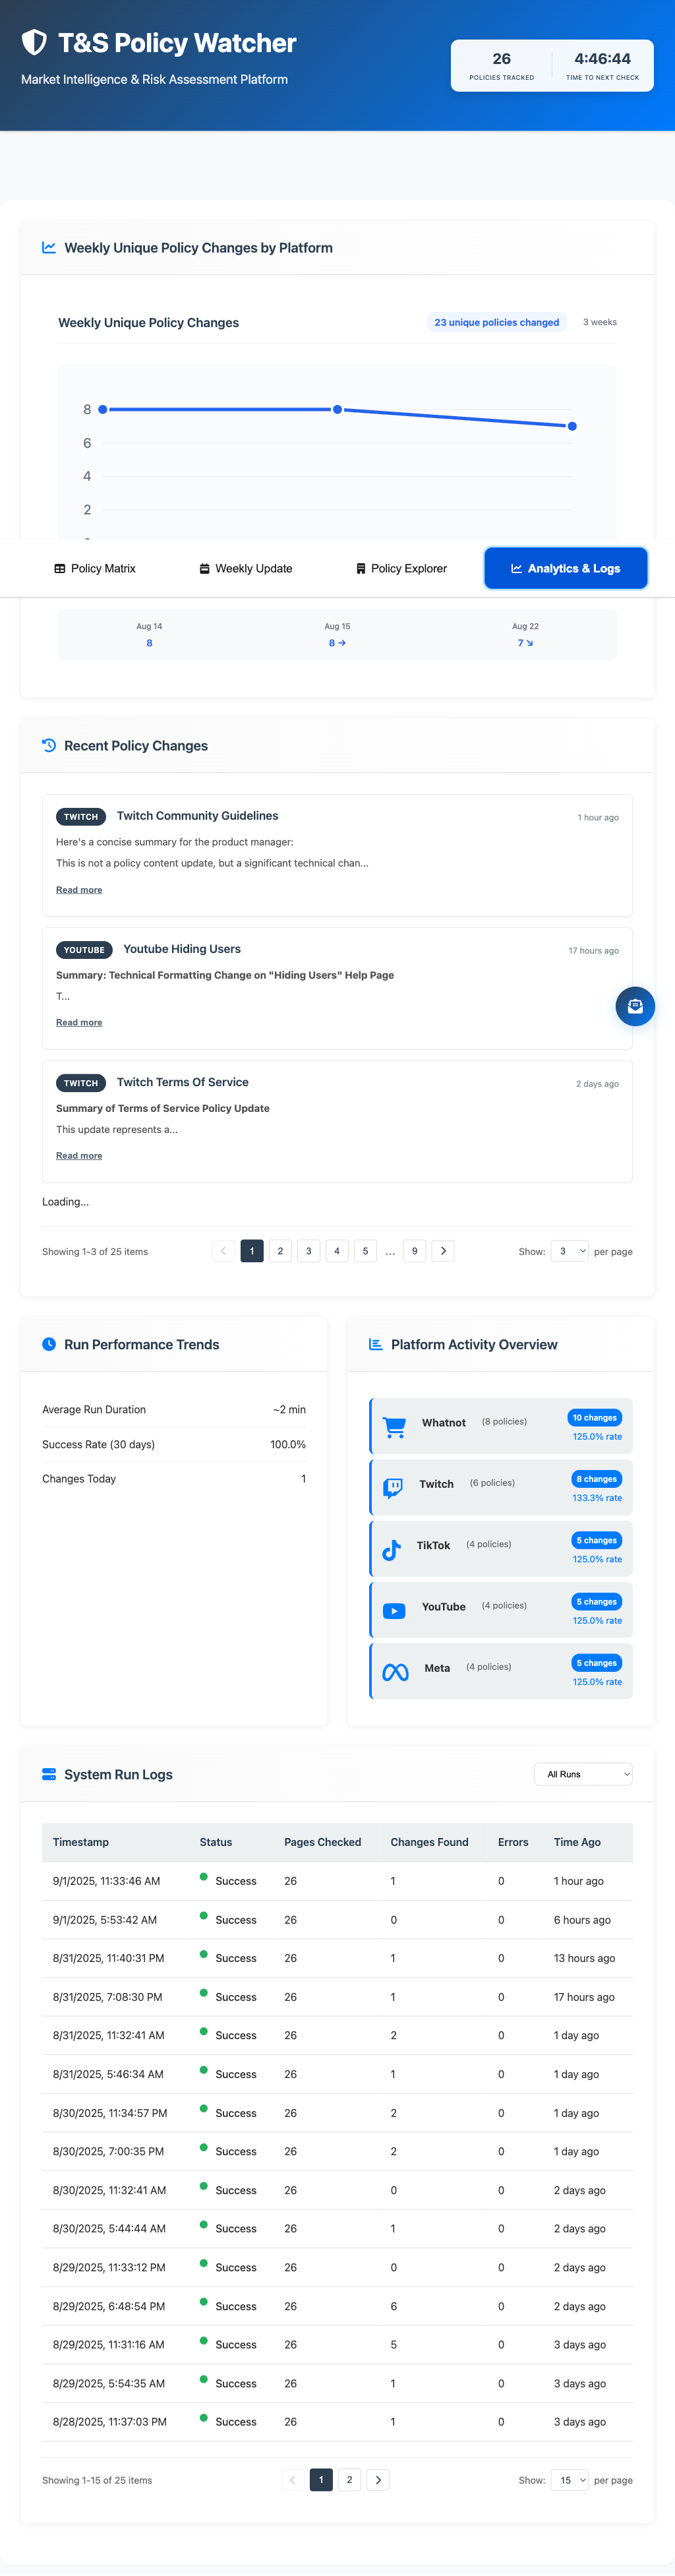 T&S Policy Watcher
Market Intelligence & Risk Assessment Platform
26
POLICIES TRACKED
4:46:44
TIME TO NEXT CHECK
Weekly Unique Policy Changes by Platform
Weekly Unique Policy Changes
23 unique policies changed
3 weeks
8
6
4
2
Policy Matrix
Weekly Update
Policy Explorer
Analytics & Logs
Aug 14
8
Aug 15
8 →
Aug 22
7 ↘
Recent Policy Changes
TWITCH Twitch Community Guidelines 1 hour ago
Here's a concise summary for the product manager:
This is not a policy content update, but a significant technical chan...
Read more
YOUTUBE Youtube Hiding Users 17 hours ago
Summary: Technical Formatting Change on "Hiding Users" Help Page
T...
Read more
TWITCH Twitch Terms Of Service 2 days ago
Summary of Terms of Service Policy Update
This update represents a...
Read more
Loading...
Showing 1-3 of 25 items 1 2 3 4 5 ... 9 Show: 3 per page
Run Performance Trends
Average Run Duration ~2 min
Success Rate (30 days) 100.0%
Changes Today 1
Platform Activity Overview
Whatnot (8 policies) 10 changes
125.0% rate
Twitch (6 policies) 8 changes
133.3% rate
TikTok (4 policies) 5 changes
125.0% rate
YouTube (4 policies) 5 changes
125.0% rate
Meta (4 policies) 5 changes
125.0% rate
System Run Logs All Runs
Timestamp Status Pages Checked Changes Found Errors Time Ago
9/1/2025, 11:33:46 AM Success 26 1 0 1 hour ago
9/1/2025, 5:53:42 AM Success 26 0 0 6 hours ago
8/31/2025, 11:40:31 PM Success 26 1 0 13 hours ago
8/31/2025, 7:08:30 PM Success 26 1 0 17 hours ago
8/31/2025, 11:32:41 AM Success 26 2 0 1 day ago
8/31/2025, 5:46:34 AM Success 26 1 0 1 day ago
8/30/2025, 11:34:57 PM Success 26 2 0 1 day ago
8/30/2025, 7:00:35 PM Success 26 2 0 1 day ago
8/30/2025, 11:32:41 AM Success 26 0 0 2 days ago
8/30/2025, 5:44:44 AM Success 26 1 0 2 days ago
8/29/2025, 11:33:12 PM Success 26 0 0 2 days ago
8/29/2025, 6:48:54 PM Success 26 6 0 2 days ago
8/29/2025, 11:31:16 AM Success 26 5 0 3 days ago
8/29/2025, 5:54:35 AM Success 26 1 0 3 days ago
8/28/2025, 11:37:03 PM Success 26 1 0 3 days ago
Showing 1-15 of 25 items 1 2 Show: 15 per page